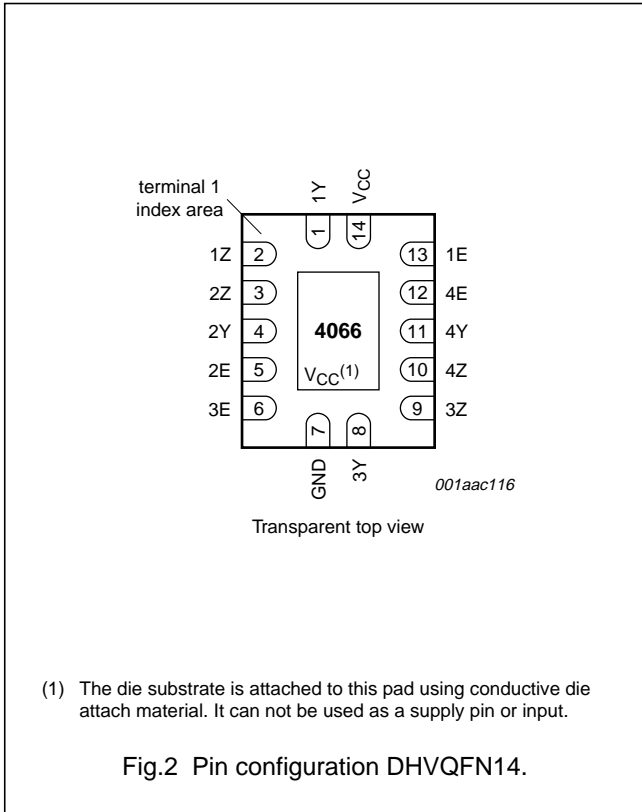 terminal 1
index area
1Y
VCC
1
14
1Z 2
13 1E
2Z 3
12 4E
2Y 4
4066
11 4Y
2E 5
VCC(1)
10 4Z
3E 6
9 3Z
7
8
GND
3Y
001aac116
Transparent top view
(1) The die substrate is attached to this pad using conductive die
attach material. It can not be used as a supply pin or input.
Fig.2 Pin configuration DHVQFN14.